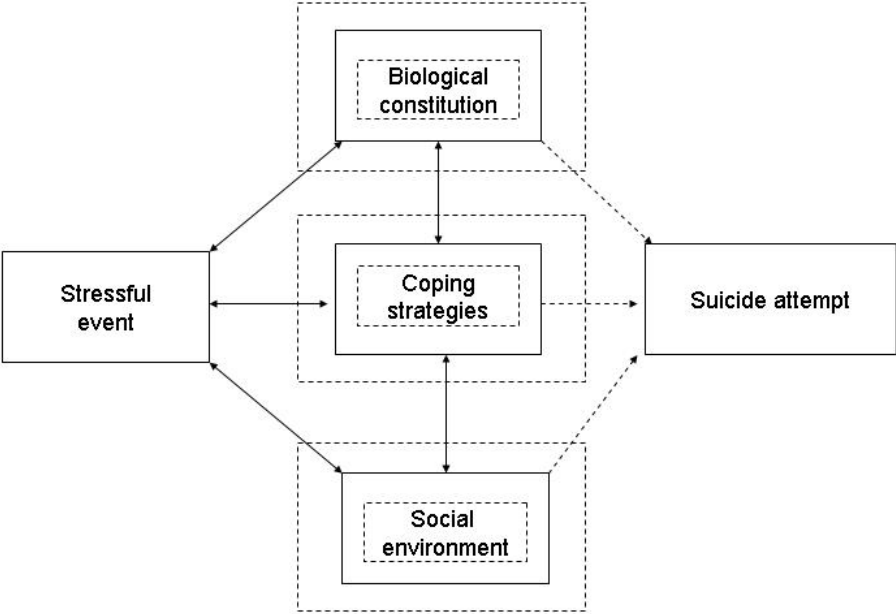 Biological
constitution
Stressful
event
Coping
strategies
Suicide attempt
Social
environment